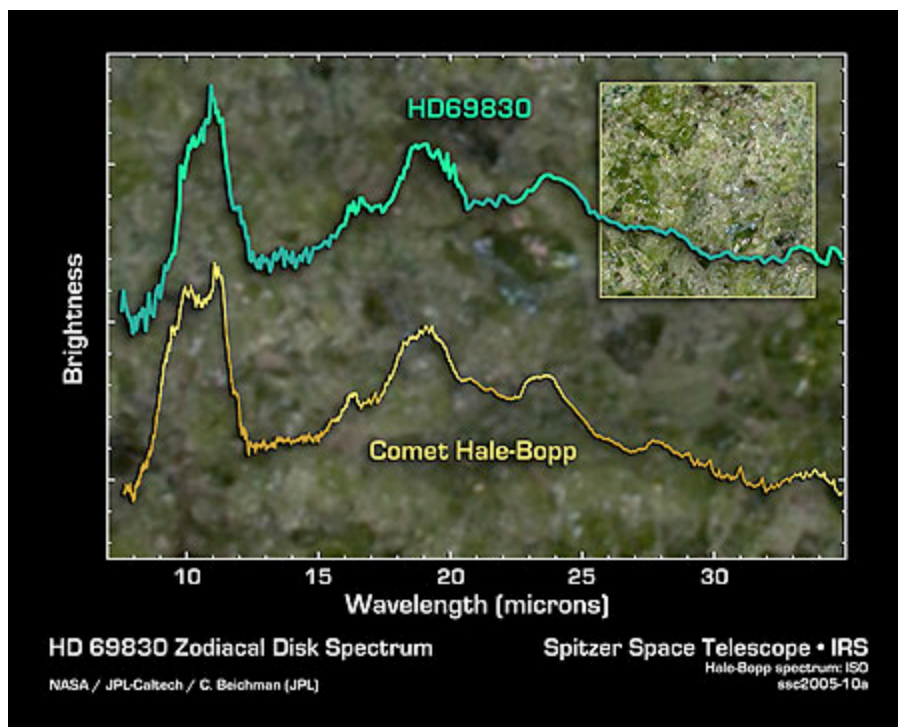 HD69830
Brightness
Comet Hale-Bopp
10 15 20 25 30
Wavelength (microns)
HD 69830 Zodiacal Disk Spectrum
Spitzer Space Telescope • IRS
Hale-Bopp spectrum: ISO
NASA / JPL-Caltech / C. Beichman (JPL)
ssc2005-10a